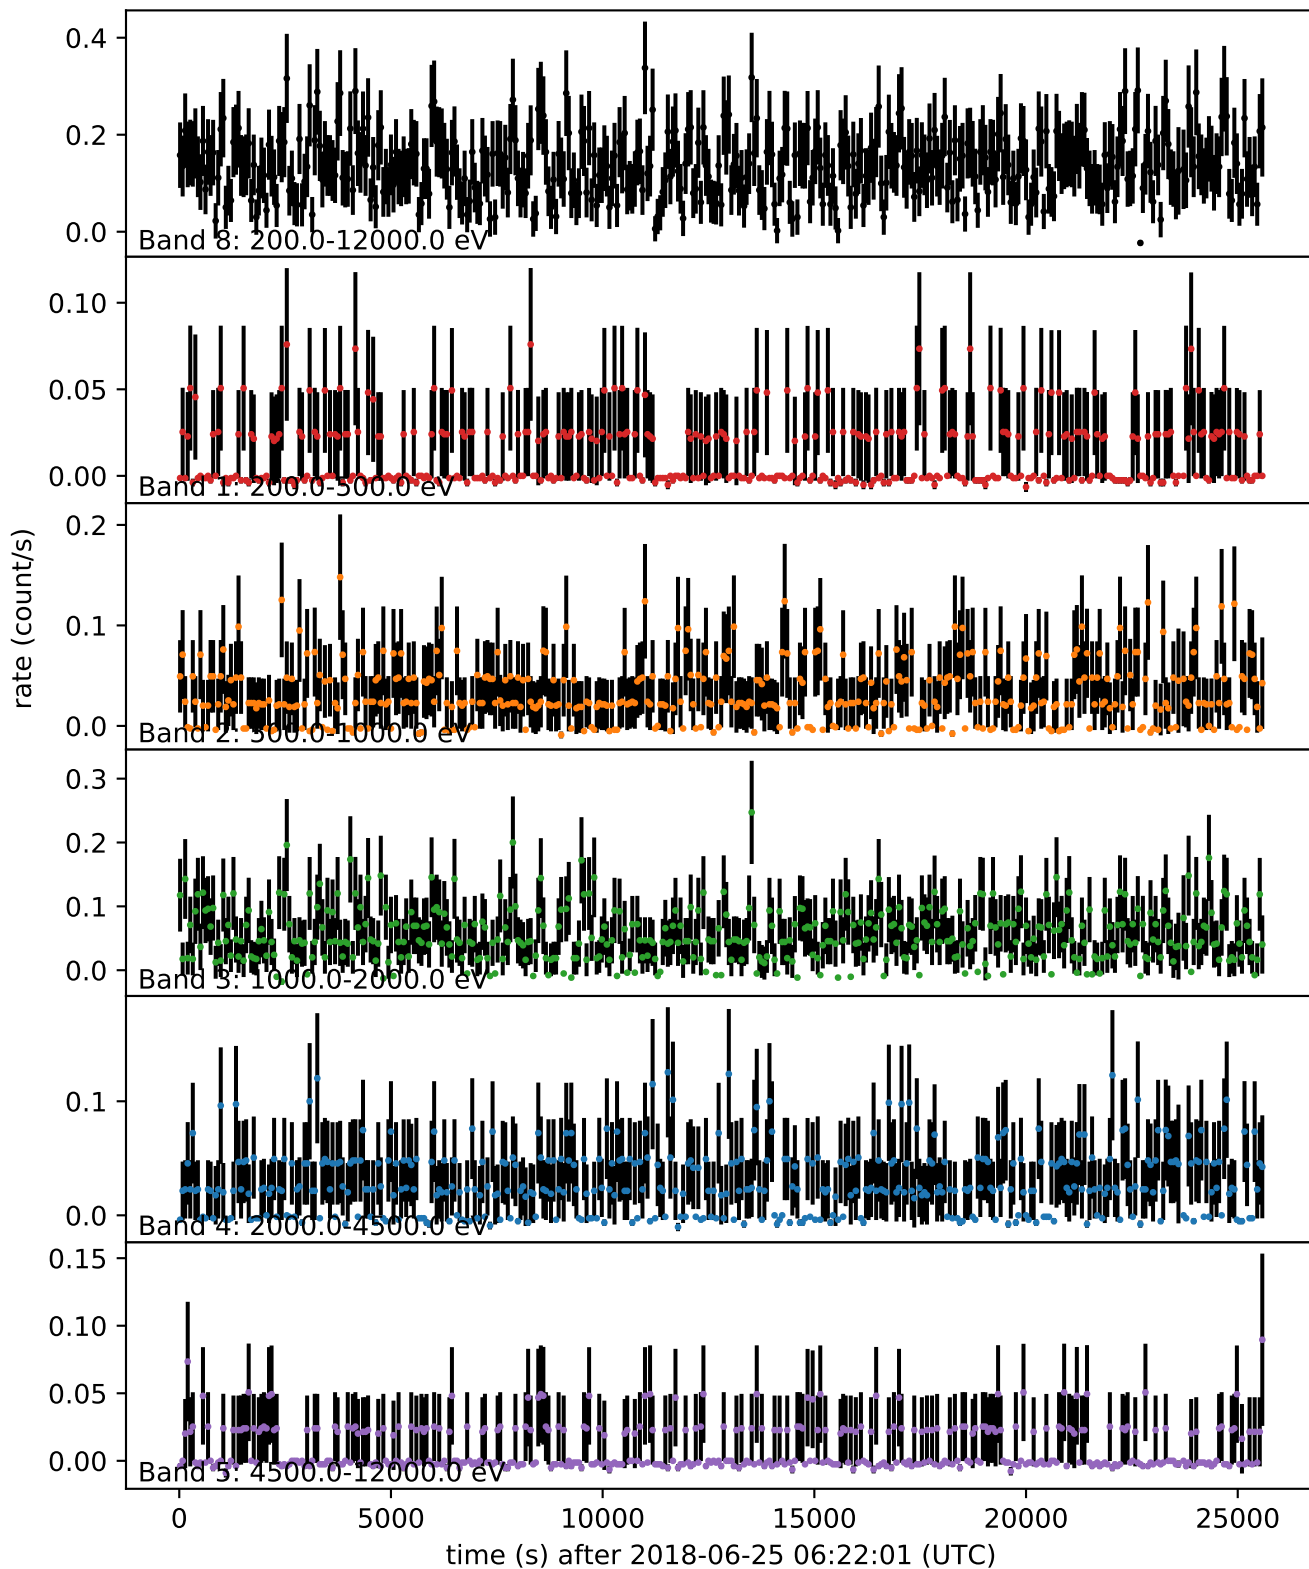 0.4
0.2
0.0
Band 8: 200.0-12000.0 eV
0.10
0.05
0.00
Band 1: 200.0-500.0 eV
rate (count/s)
0.2
0.1
0.0
Band 2: 500.0-1000.0 eV
0.3
0.2
0.1
0.0
Band 3: 1000.0-2000.0 eV
0.1
0.0
Band 4: 2000.0-4500.0 eV
0.15
0.10
0.05
0.00
Band 5: 4500.0-12000.0 eV
0 5000 10000 15000 20000 25000
time (s) after 2018-06-25 06:22:01 (UTC)